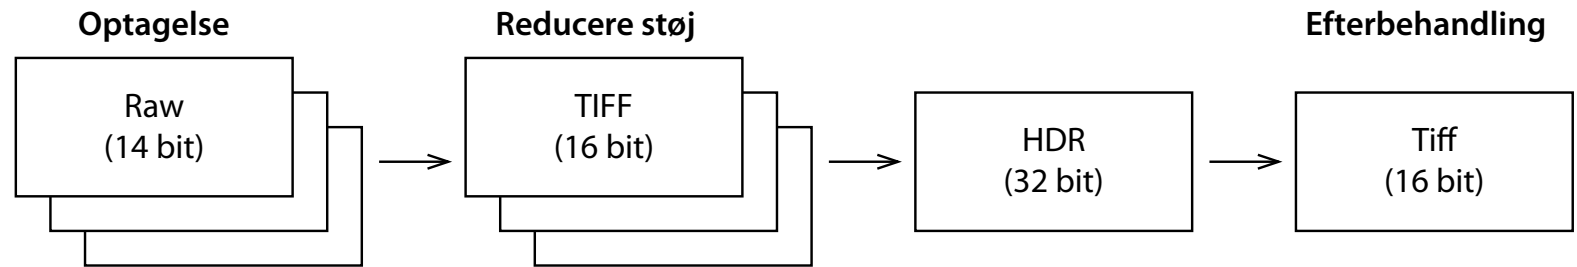 Optagelse
Raw
(14 bit)
Reducere støj
TIFF
(16 bit)
HDR
(32 bit)
Efterbehandling
Tiff
(16 bit)